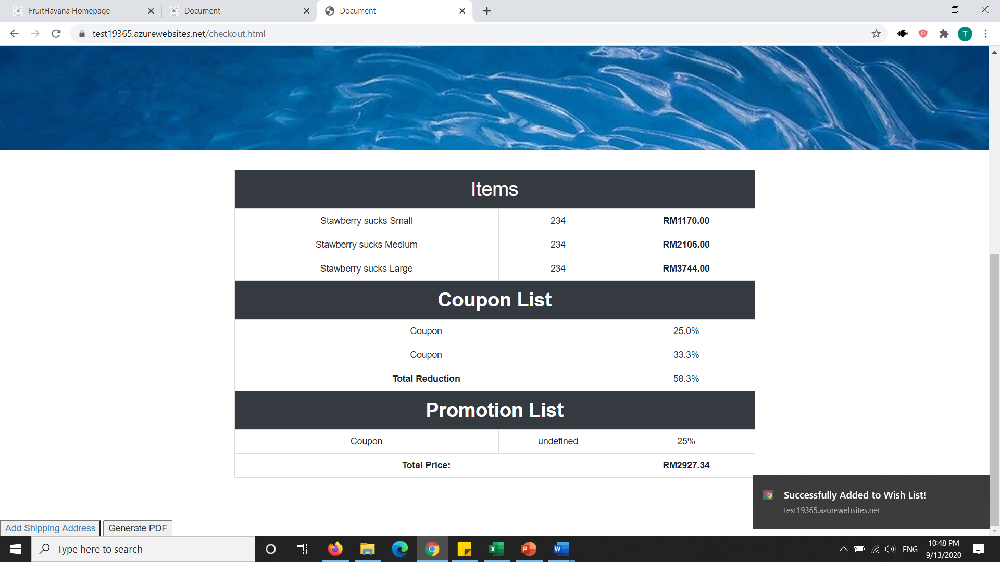 FruitHavana Homepage
Document
Document
test19365.azurewebsites.net/checkout.html
T
Items
Stawberry sucks Small 234 RM1170.00
Stawberry sucks Medium 234 RM2106.00
Stawberry sucks Large 234 RM3744.00
Coupon List
Coupon 25.0%
Coupon 33.3%
Total Reduction 58.3%
Promotion List
Coupon undefined 25%
Total Price: RM2927.34
Successfully Added to Wish List!
test19365.azurewebsites.net
Add Shipping Address Generate PDF
Type here to search
X
P
W
ENG
10:48 PM
9/13/2020